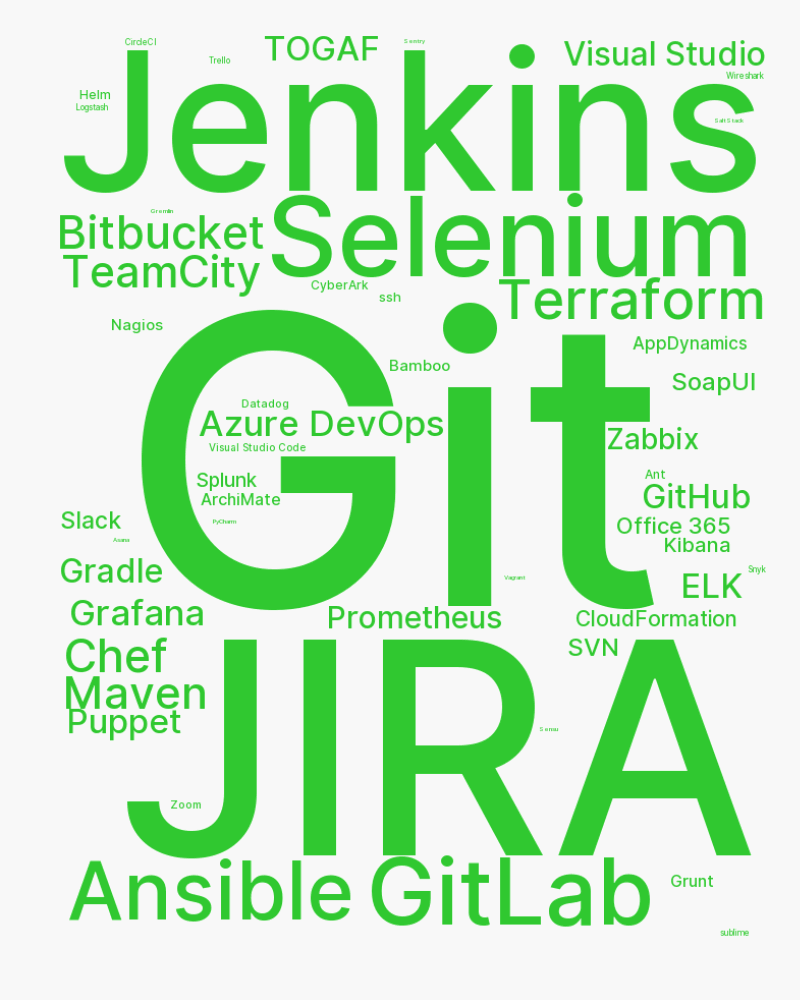 CircleCI
TOGAF
Sentry
Visual Studio
Trello
Wireshark
Jenkins
Helm
Logstash
SaltStack
Gremlin
Bitbucket
Selenium
TeamCity
CyberArk
ssh
Terraform
Nagios
AppDynamics
Bamboo
SoapUI
Git
Datadog
Azure DevOps
Zabbix
Visual Studio Code
Splunk
Ant
ArchiMate
GitHub
Slack
PyCharm
Office 365
Asana
Kibana
Gradle
Snyk
Vagrant
ELK
Grafana
Prometheus
CloudFormation
Chef
SVN
Maven
JIRA
Puppet
Sensu
Zoom
Ansible
GitLab
Grunt
sublime